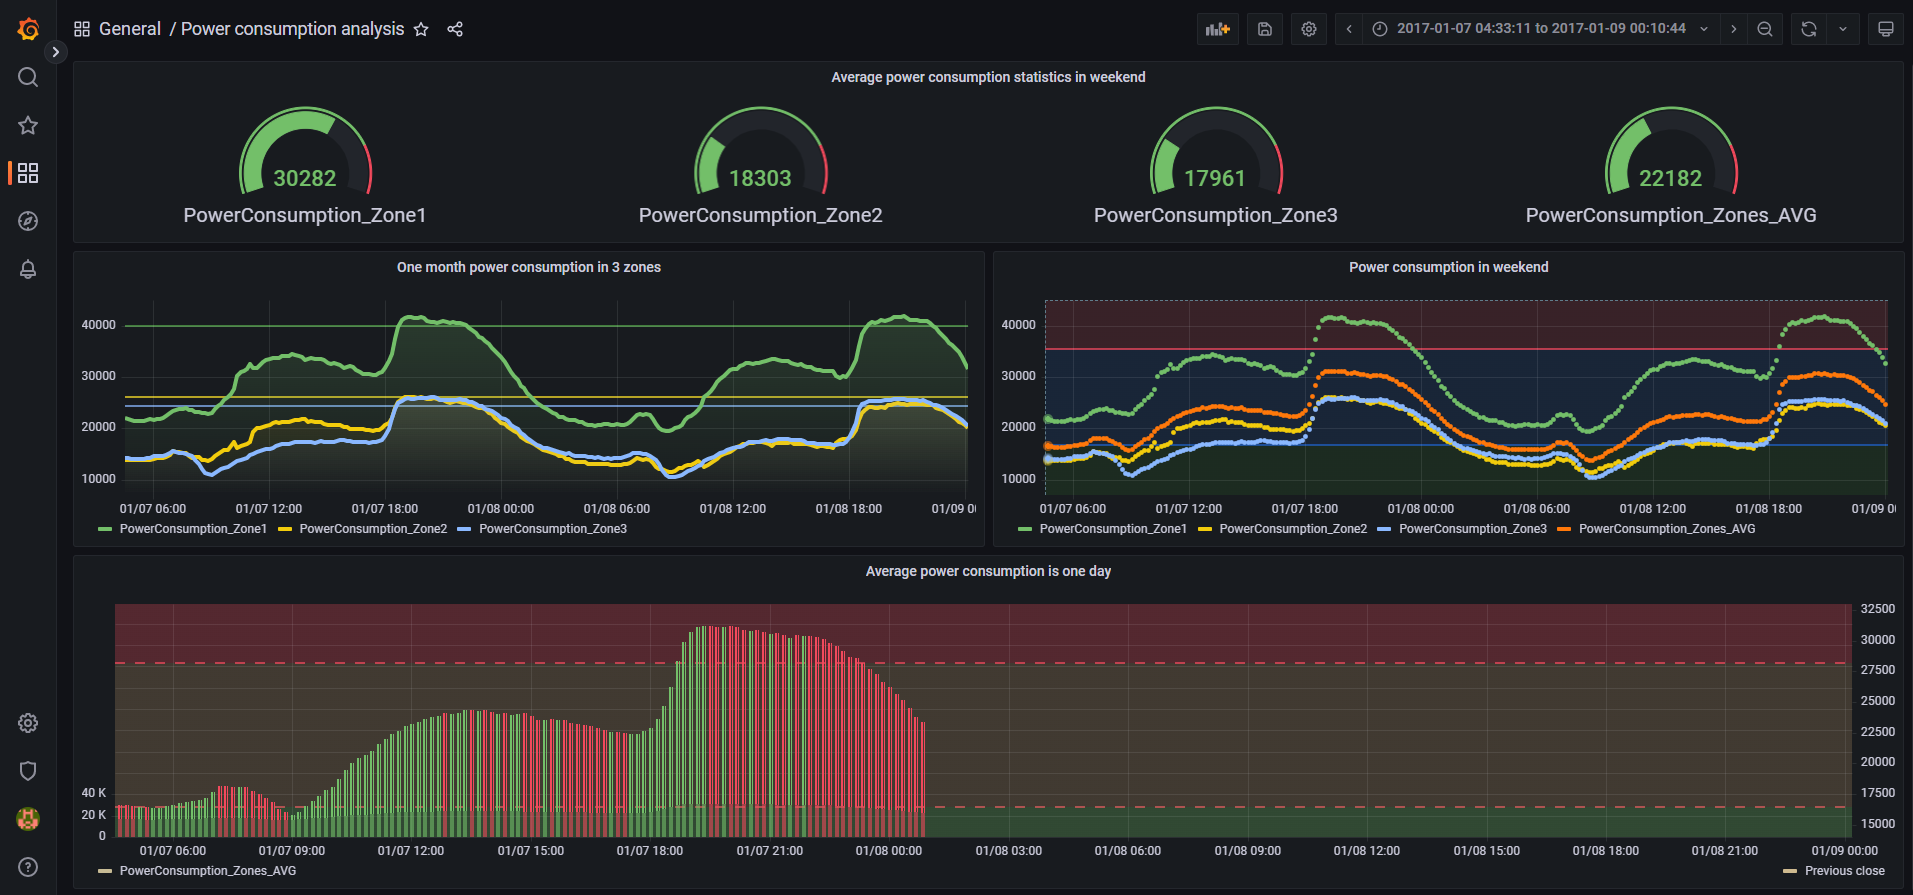 General / Power consumption analysis
2017-01-07 04:33:11 to 2017-01-09 00:10:44
Average power consumption statistics in weekend
30282
18303
17961
22182
PowerConsumption_Zone1
PowerConsumption_Zone2
PowerConsumption_Zone3
PowerConsumption_Zones_AVG
One month power consumption in 3 zones
40000
30000
20000
10000
01/07 06:00 01/07 12:00 01/07 18:00 01/08 00:00 01/08 06:00 01/08 12:00 01/08 18:00 01/09 0
PowerConsumption_Zone1 PowerConsumption_Zone2 PowerConsumption_Zone3
Power consumption in weekend
40000
30000
20000
10000
01/07 06:00 01/07 12:00 01/07 18:00 01/08 00:00 01/08 06:00 01/08 12:00 01/08 18:00 01/09 0
PowerConsumption_Zone1 PowerConsumption_Zone2 PowerConsumption_Zone3 PowerConsumption_Zones_AVG
Average power consumption is one day
40 K
20 K
0
32500
30000
27500
25000
22500
20000
17500
15000
01/07 06:00 01/07 09:00 01/07 12:00 01/07 15:00 01/07 18:00 01/07 21:00 01/08 00:00 01/08 03:00 01/08 06:00 01/08 09:00 01/08 12:00 01/08 15:00 01/08 18:00 01/08 21:00 01/09 00:00
PowerConsumption_Zones_AVG
Previous close